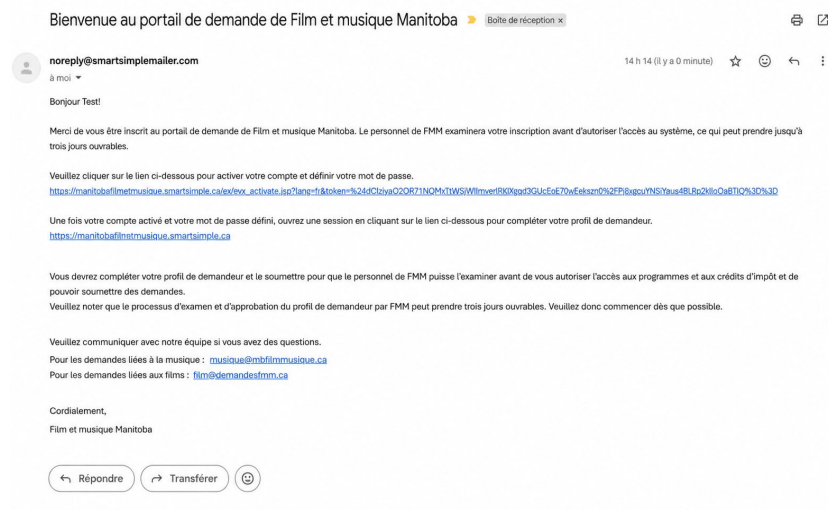 Bienvenue au portail de demande de Film et musique Manitoba
Boîte de réception ×
noreply@smartsimplemailer.com
14 h 14 (il y a 0 minute)
à moi
Bonjour Test!
Merci de vous être inscrit au portail de demande de Film et musique Manitoba. Le personnel de FMM examinera votre inscription avant d'autoriser l'accès au système, ce qui peut prendre jusqu'à
trois jours ouvrables.
Veuillez cliquer sur le lien ci-dessous pour activer votre compte et définir votre mot de passe.
Une fois votre compte activé et votre mot de passe défini, ouvrez une session en cliquant sur le lien ci-dessous pour compléter votre profil de demandeur.
Vous devrez compléter votre profil de demandeur et le soumettre pour que le personnel de FMM puisse l'examiner avant de vous autoriser l'accès aux programmes et aux crédits d'impôt et de
pouvoir soumettre des demandes.
Veuillez noter que le processus d'examen et d'approbation du profil de demandeur par FMM peut prendre trois jours ouvrables. Veuillez donc commencer dès que possible.
Veuillez communiquer avec notre équipe si vous avez des questions.
Pour les demandes liées à la musique : musique@mbfilmmusique.ca
Pour les demandes liées aux films : film@demandesfmm.ca
Cordialement,
Film et musique Manitoba
Répondre
Transférer